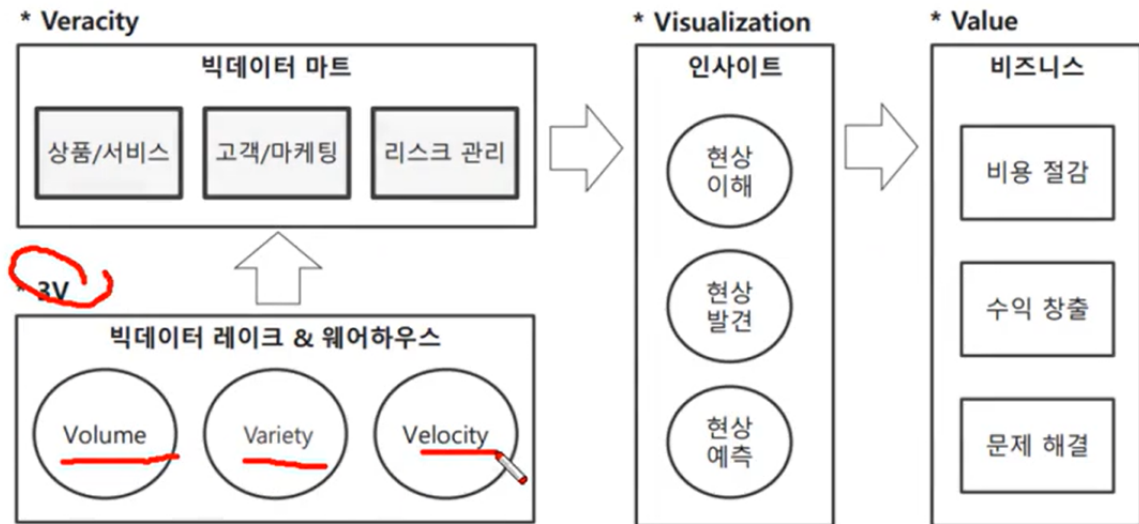 * Veracity
빅데이터 마트
상품/서비스
고객/마케팅
리스크 관리
* 3V
빅데이터 레이크 & 웨어하우스
Volume
Variety
Velocity
* Visualization
인사이트
현상
이해
현상
발견
현상
예측
* Value
비즈니스
비용 절감
수익 창출
문제 해결